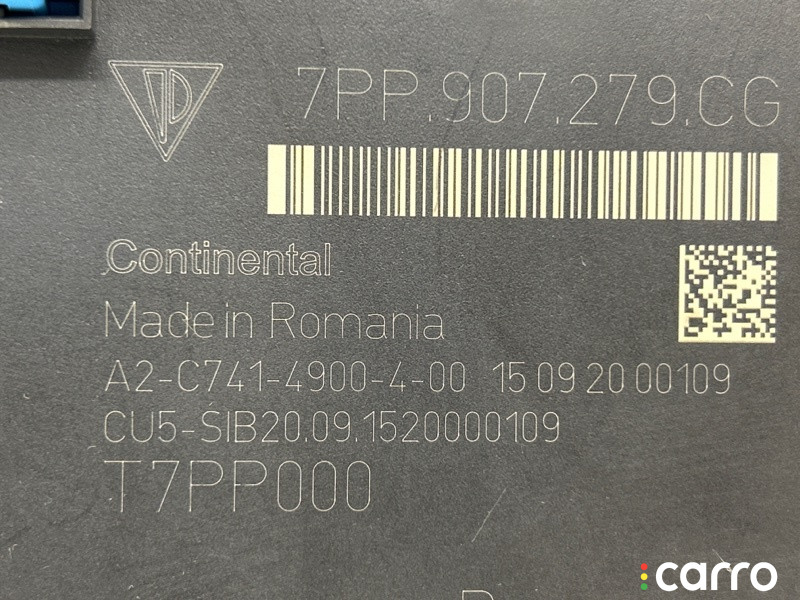 7PP.907.279.CG
Continental
Made in Romania
A2-C741-4900-4-00 15 09 20 00109
CU5-SIB20.09.1520000109
T7PP000
carro